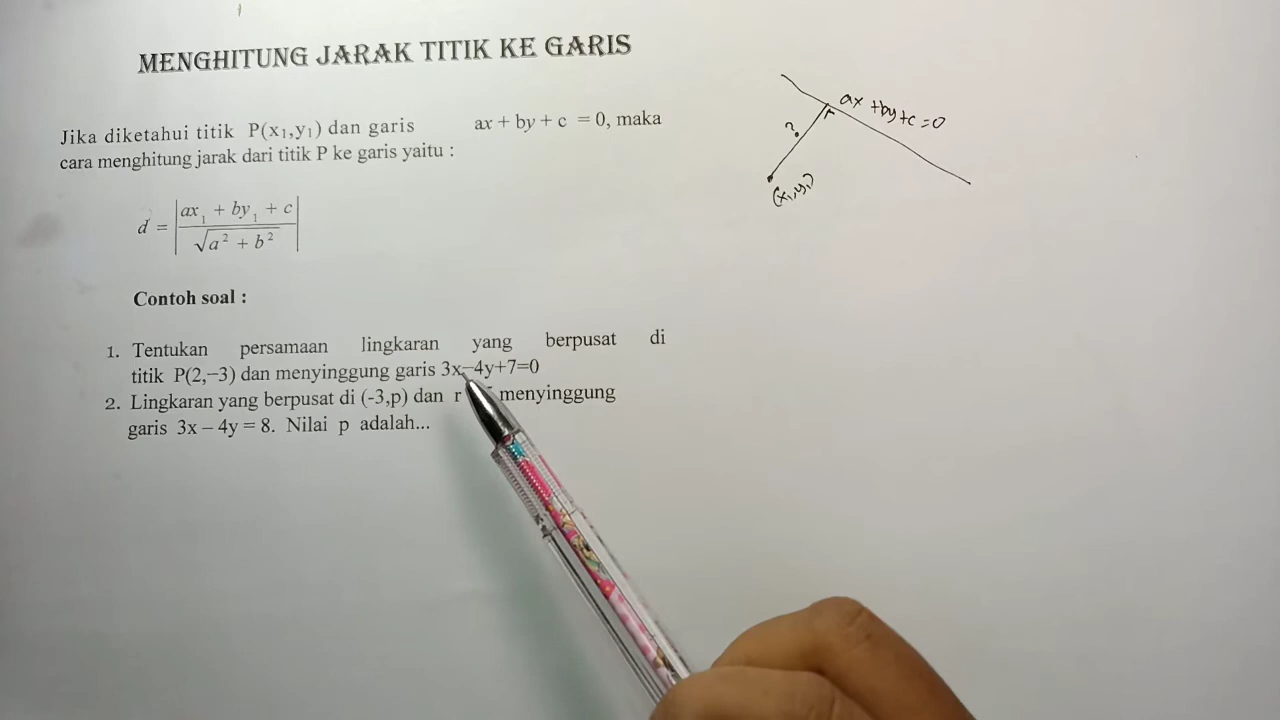 MENGHITUNG JARAK TITIK KE GARIS
Jika diketahui titik P(x₁,y₁) dan garis ax + by + c = 0, maka
cara menghitung jarak dari titik P ke garis yaitu :
d = |ax₁ + by₁ + c / √a² + b²|
Contoh soal :
1. Tentukan persamaan lingkaran yang berpusat di
titik P(2,−3) dan menyinggung garis 3x−4y+7=0
2. Lingkaran yang berpusat di (-3,p) dan r menyinggung
garis 3x – 4y = 8. Nilai p adalah...
ax + by + c = 0
?
(x₁,y₁)